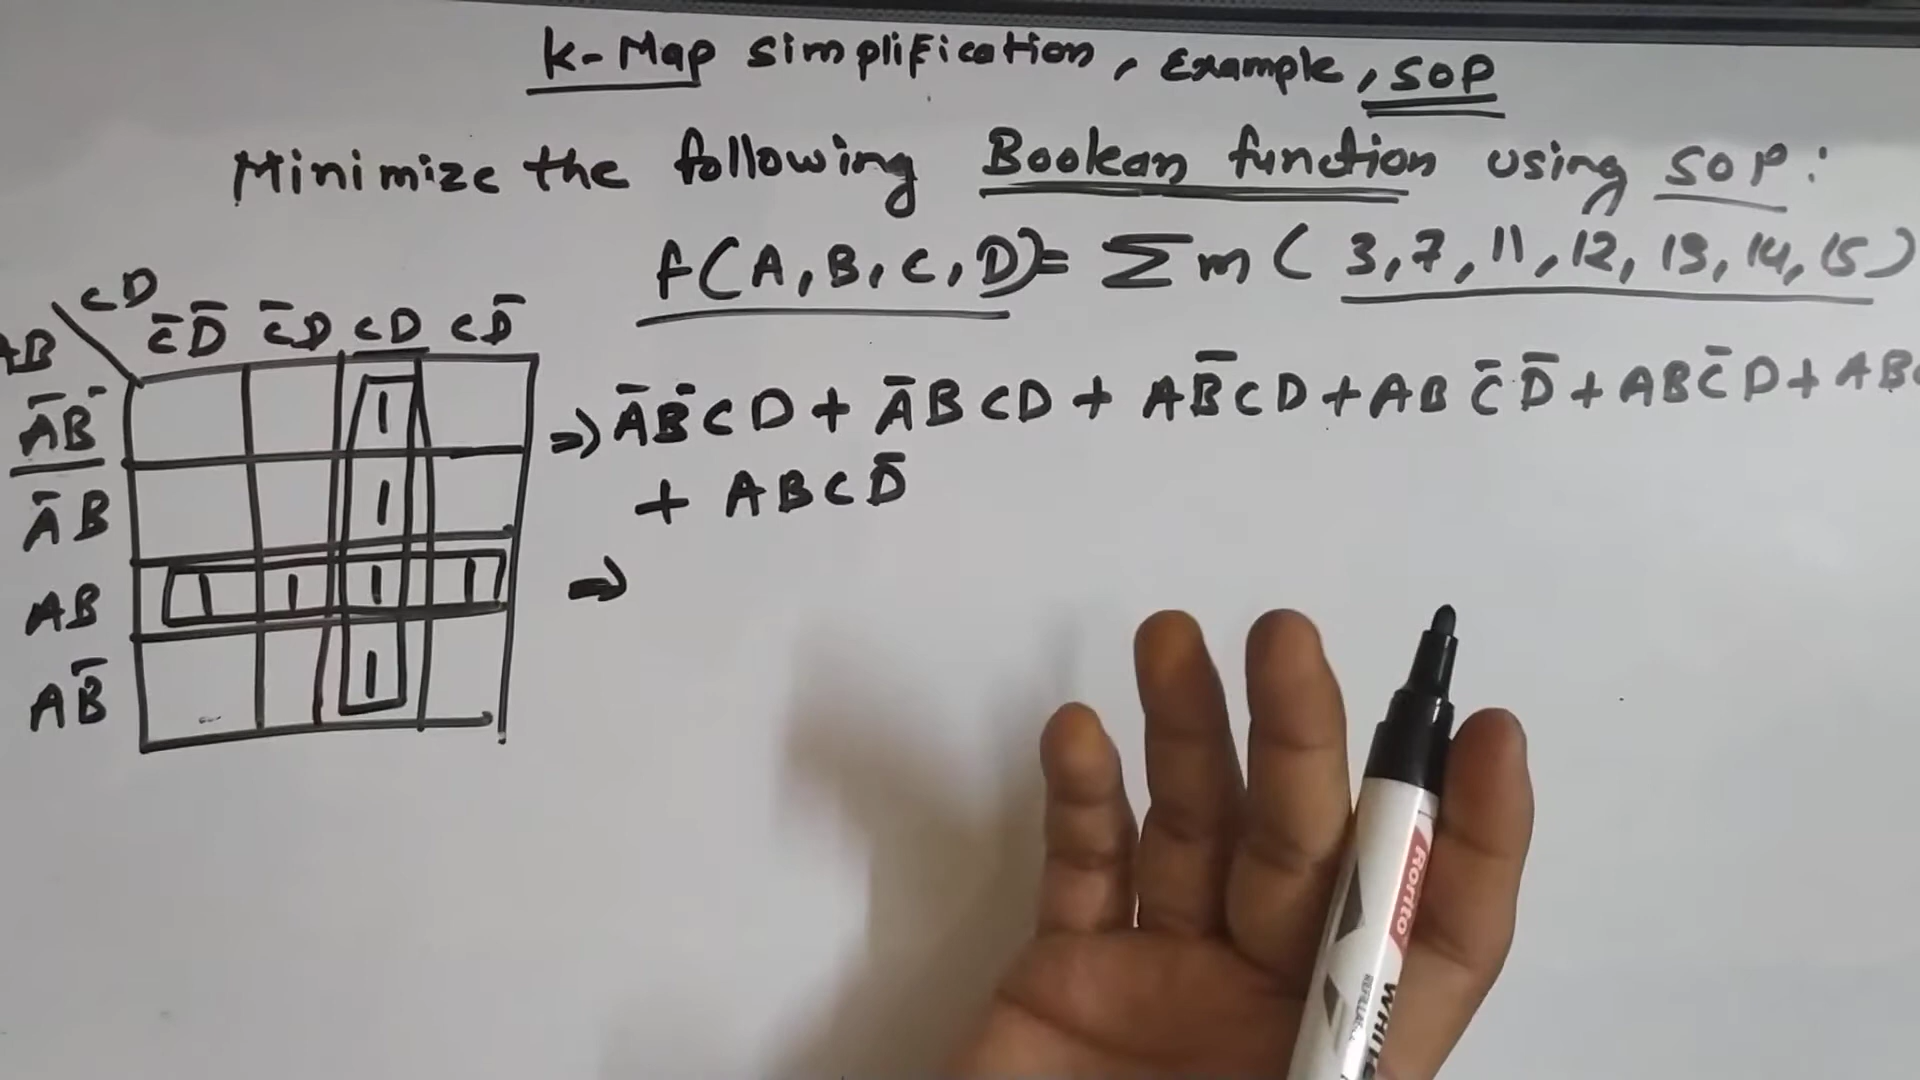 K-Map Simplification, Example, SOP
Minimize the following Boolean function using SOP:
f(A,B,C,D)= Σm(3,7,11,12,13,14,15)
CD
AB
C̄D̄ C̄D CD CD̄
ĀB̄ 1
ĀB 1
AB 1 1 1 1
AB̄ 1
⇒ ĀB̄CD + ĀBCD + AB̄CD + ABC̄D̄ + ABC̄D + AB
+ ABCD̄
⇒
Rorito
WHIT